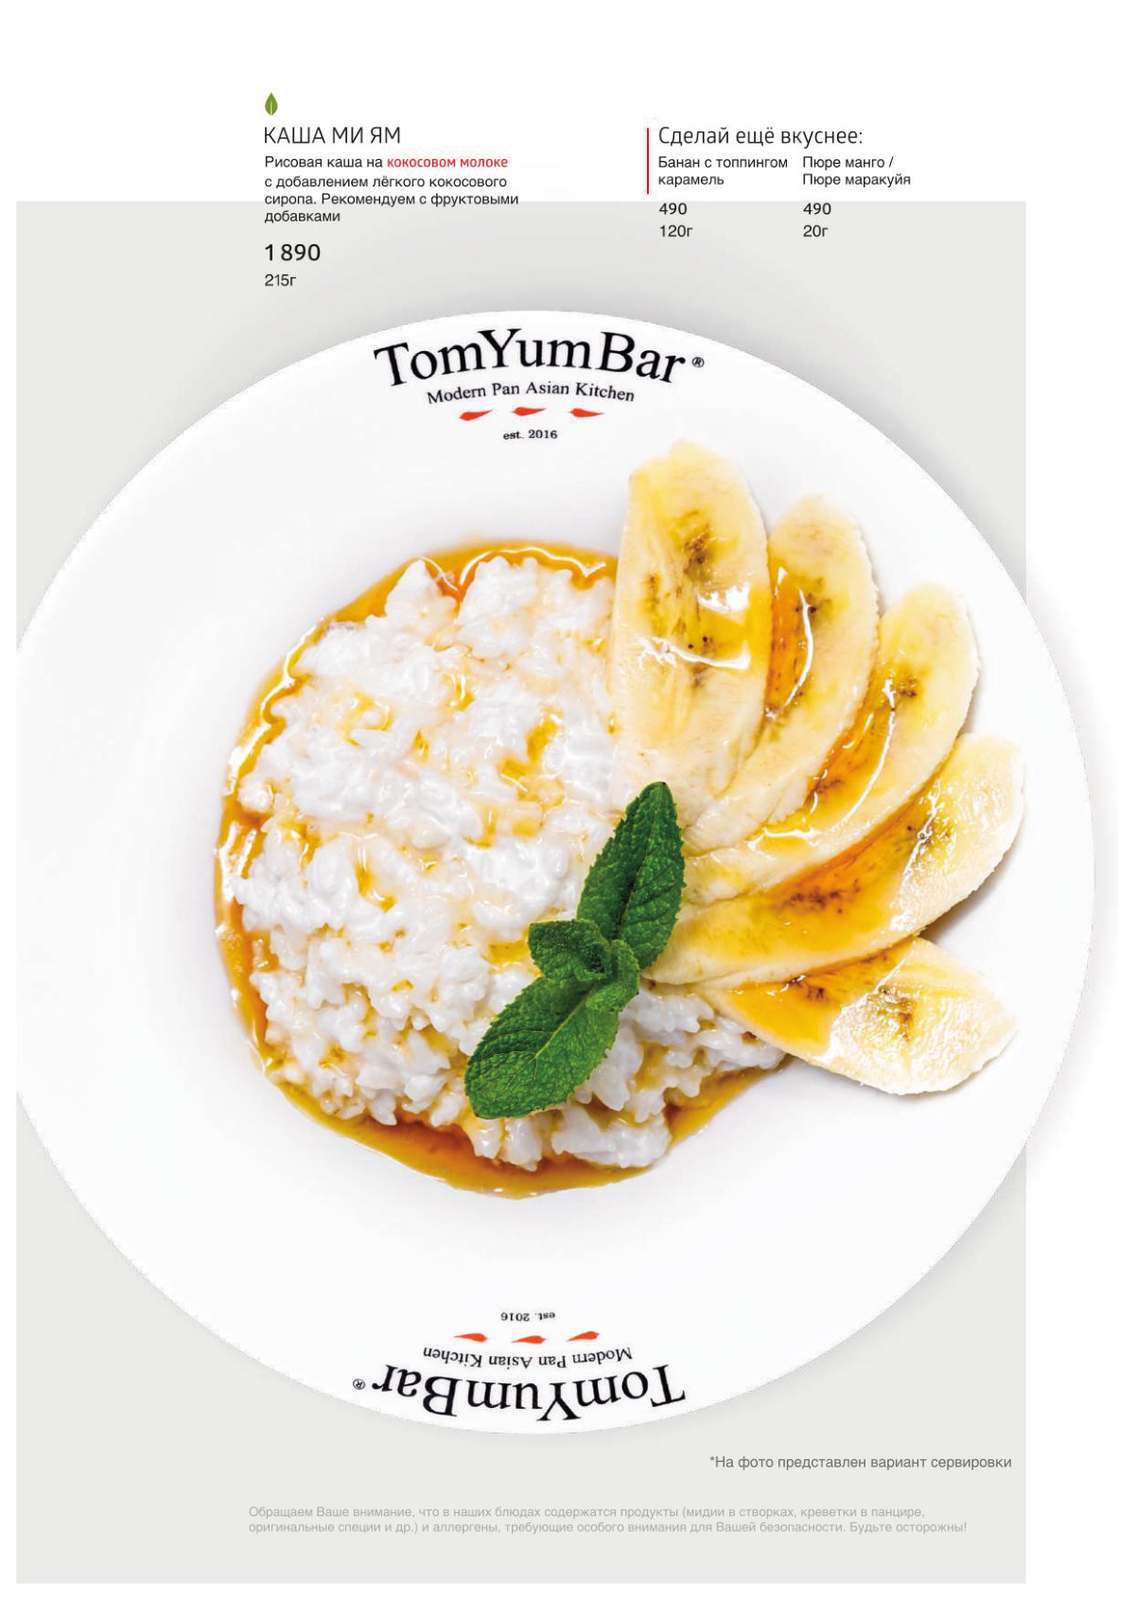 КАША МИ ЯМ
Рисовая каша на кокосовом молоке
с добавлением лёгкого кокосового
сиропа. Рекомендуем с фруктовыми
добавками
1 890
215г
Сделай ещё вкуснее:
Банан с топпингом
карамель
490
120г
Пюре манго /
Пюре маракуйя
490
20г
TomYumBar®
Modern Pan Asian Kitchen
est. 2016
est. 2016
Modern Pan Asian Kitchen
TomYumBar®
*На фото представлен вариант сервировки
Обращаем Ваше внимание, что в наших блюдах содержатся продукты (мидии в створках, креветки в панцире,
оригинальные специи и др.) и аллергены, требующие особого внимания для Вашей безопасности. Будьте осторожны!